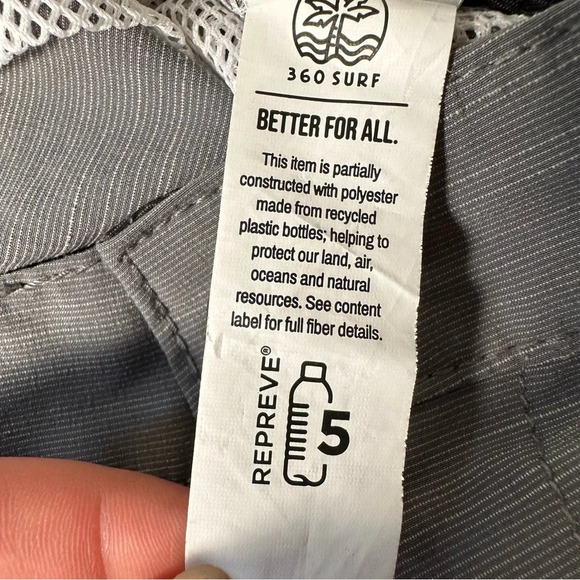 360 SURF
BETTER FOR ALL.
This item is partially
constructed with polyester
made from recycled
plastic bottles; helping to
protect our land, air,
oceans and natural
resources. See content
label for full fiber details.
REPREVE®
5